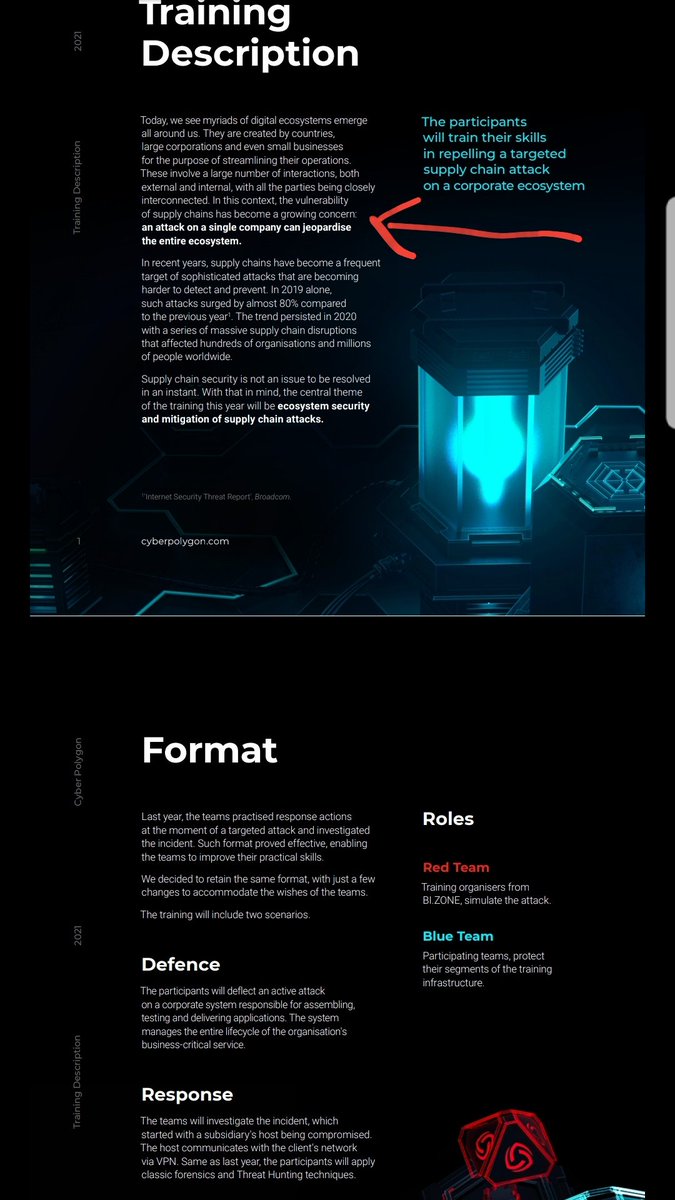 Training
Description
2021
Training Description
Today, we see myriads of digital ecosystems emerge
all around us. They are created by countries,
large corporations and even small businesses
for the purpose of streamlining their operations.
These involve a large number of interactions, both
external and internal, with all the parties being closely
interconnected. In this context, the vulnerability
of supply chains has become a growing concern:
an attack on a single company can jeopardise
the entire ecosystem.
In recent years, supply chains have become a frequent
target of sophisticated attacks that are becoming
harder to detect and prevent. In 2019 alone,
such attacks surged by almost 80% compared
to the previous year¹. The trend persisted in 2020
with a series of massive supply chain disruptions
that affected hundreds of organisations and millions
of people worldwide.
Supply chain security is not an issue to be resolved
in an instant. With that in mind, the central theme
of the training this year will be ecosystem security
and mitigation of supply chain attacks.
The participants
will train their skills
in repelling a targeted
supply chain attack
on a corporate ecosystem
¹ 'Internet Security Threat Report', Broadcom.
1
cyberpolygon.com
Cyber Polygon
2021
Training Description
Format
Last year, the teams practised response actions
at the moment of a targeted attack and investigated
the incident. Such format proved effective, enabling
the teams to improve their practical skills.
We decided to retain the same format, with just a few
changes to accommodate the wishes of the teams.
The training will include two scenarios.
Defence
The participants will deflect an active attack
on a corporate system responsible for assembling,
testing and delivering applications. The system
manages the entire lifecycle of the organisation's
business-critical service.
Response
The teams will investigate the incident, which
started with a subsidiary's host being compromised.
The host communicates with the client's network
via VPN. Same as last year, the participants will apply
classic forensics and Threat Hunting techniques.
Roles
Red Team
Training organisers from
BI.ZONE, simulate the attack.
Blue Team
Participating teams, protect
their segments of the training
infrastructure.